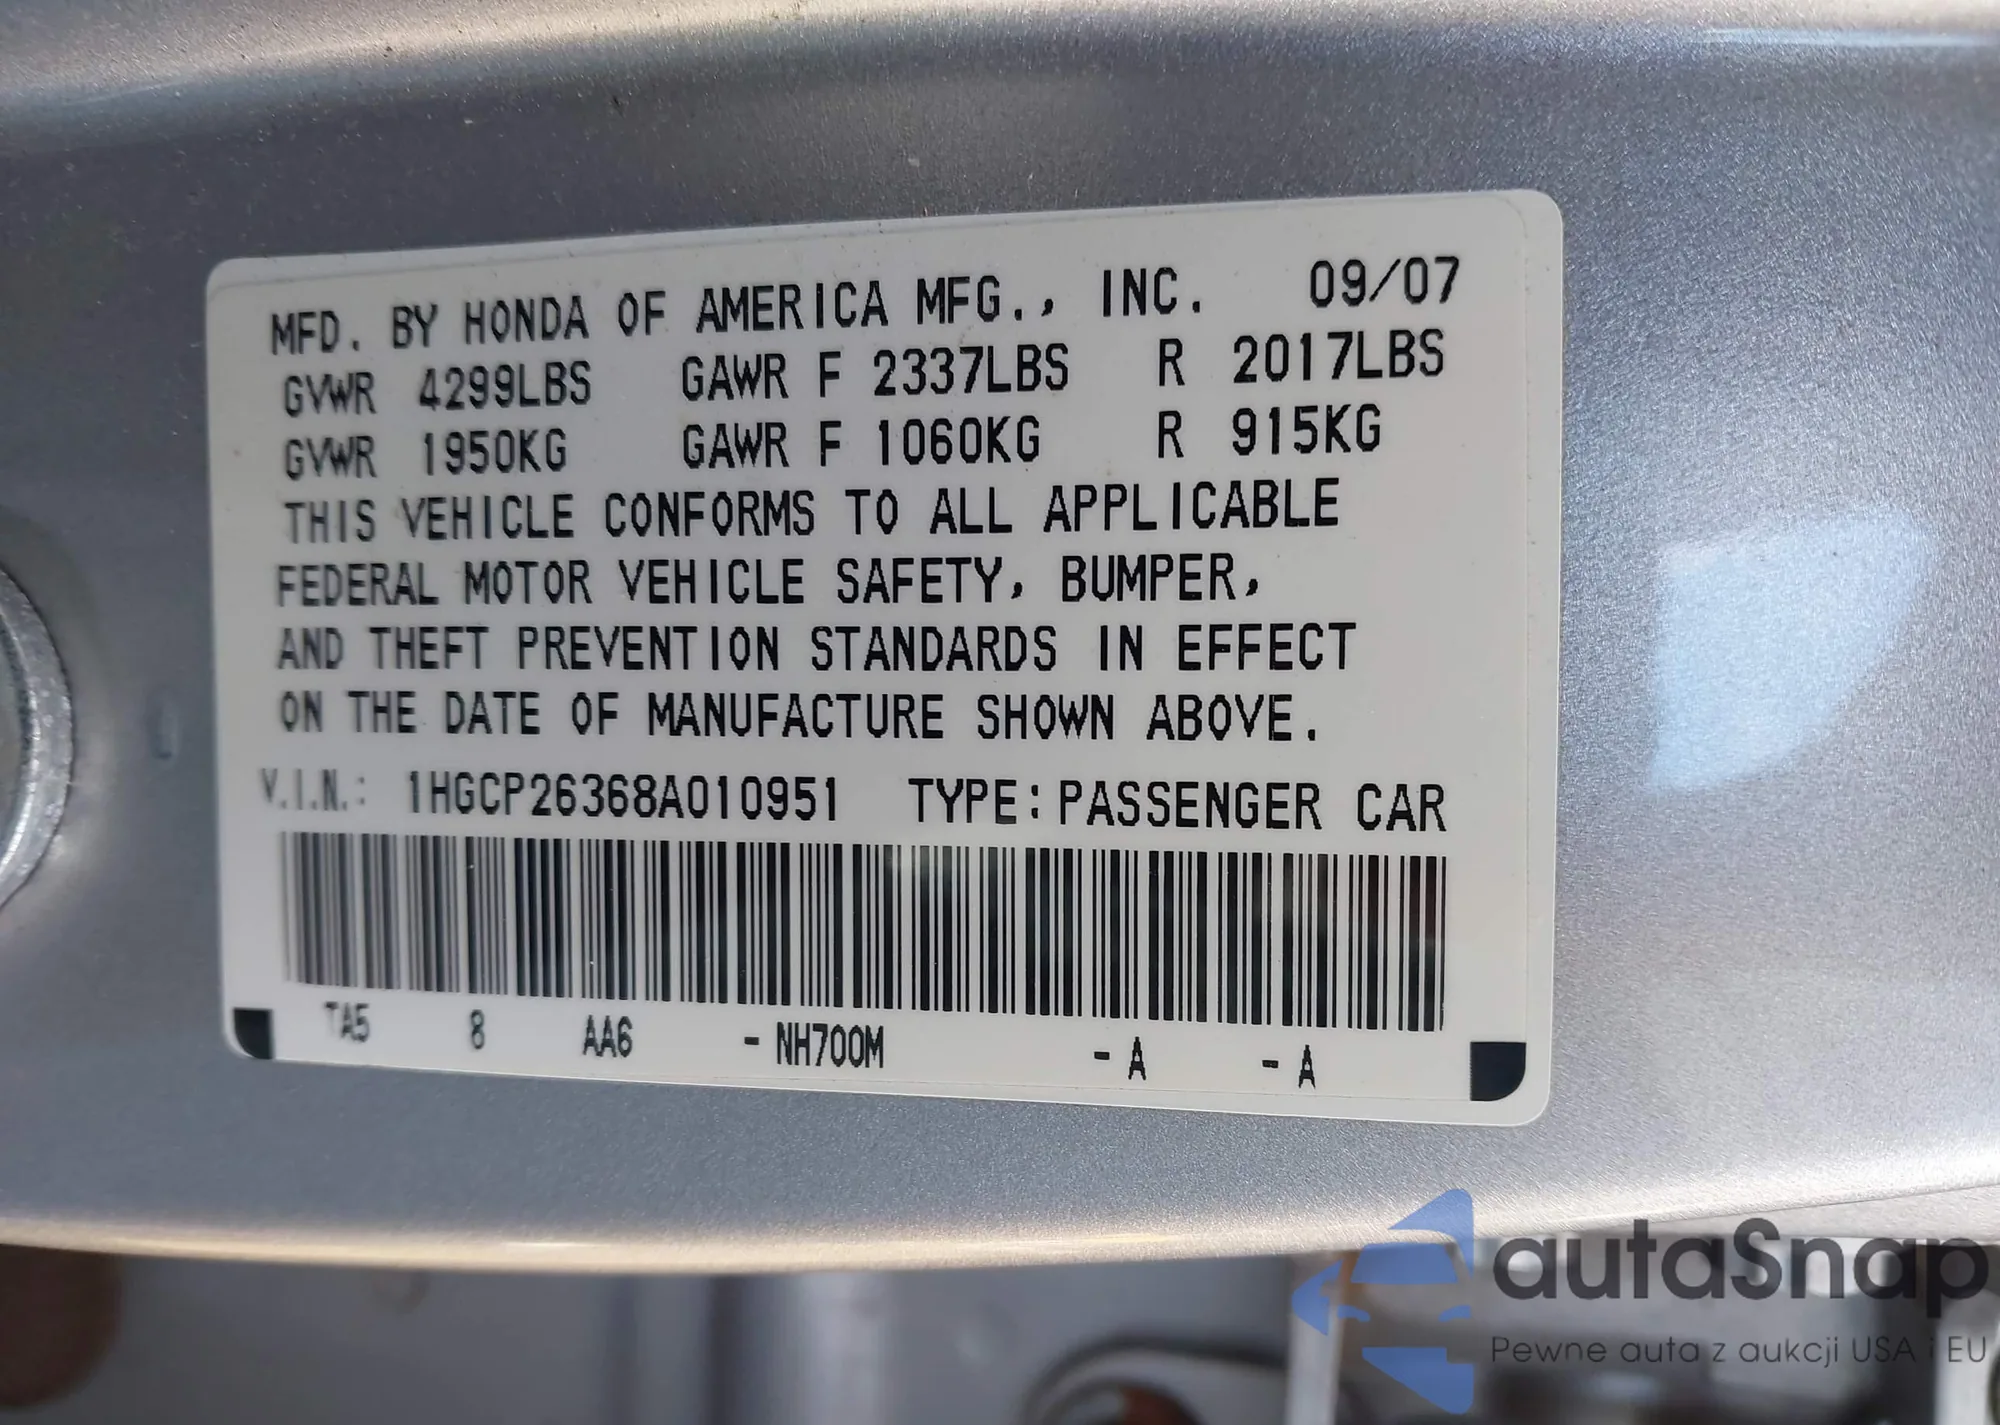 MFD. BY HONDA OF AMERICA MFG., INC. 09/07
GVWR 4299LBS GAWR F 2337LBS R 2017LBS
GVWR 1950KG GAWR F 1060KG R 915KG
THIS VEHICLE CONFORMS TO ALL APPLICABLE
FEDERAL MOTOR VEHICLE SAFETY, BUMPER,
AND THEFT PREVENTION STANDARDS IN EFFECT
ON THE DATE OF MANUFACTURE SHOWN ABOVE.
V.I.N.: 1HGCP26368A010951 TYPE:PASSENGER CAR
TA5 8 AA6 -NH700M -A -A
autaSnap
Pewne auta z aukcji USA i EU